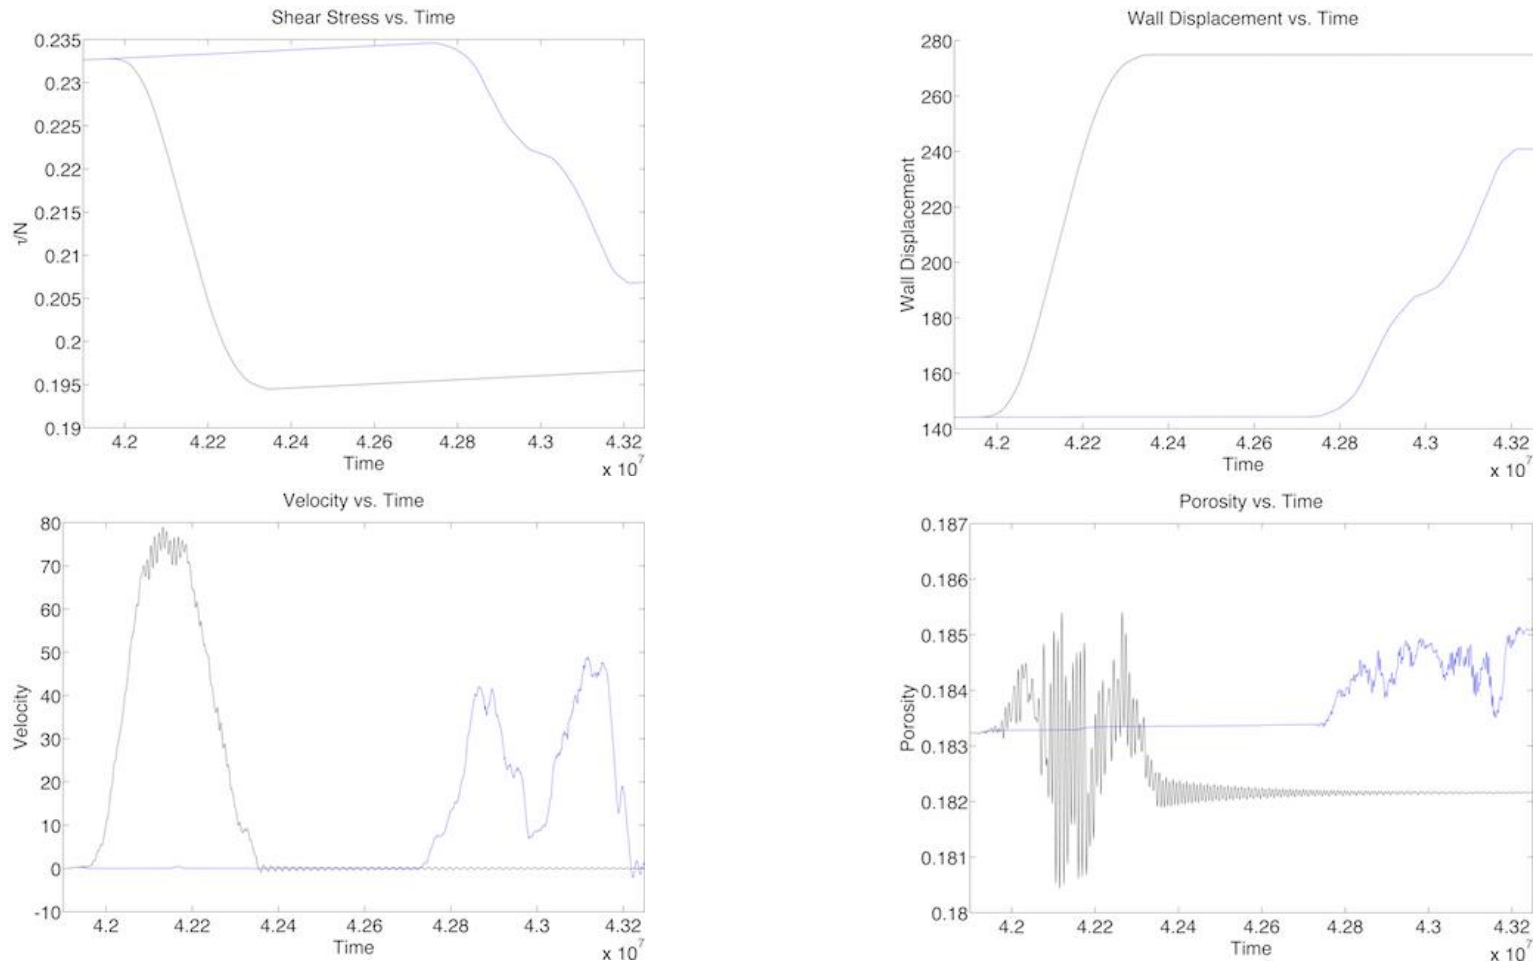 Shear Stress vs. Time
0.235
0.23
0.225
0.22
0.215
0.21
0.205
0.2
0.195
0.19
τ/N
4.2 4.22 4.24 4.26 4.28 4.3 4.32
Time
x 10⁷
Wall Displacement vs. Time
280
260
240
220
200
180
160
140
Wall Displacement
4.2 4.22 4.24 4.26 4.28 4.3 4.32
Time
x 10⁷
Velocity vs. Time
80
70
60
50
40
30
20
10
0
-10
Velocity
4.2 4.22 4.24 4.26 4.28 4.3 4.32
Time
x 10⁷
Porosity vs. Time
0.187
0.186
0.185
0.184
0.183
0.182
0.181
0.18
Porosity
4.2 4.22 4.24 4.26 4.28 4.3 4.32
Time
x 10⁷